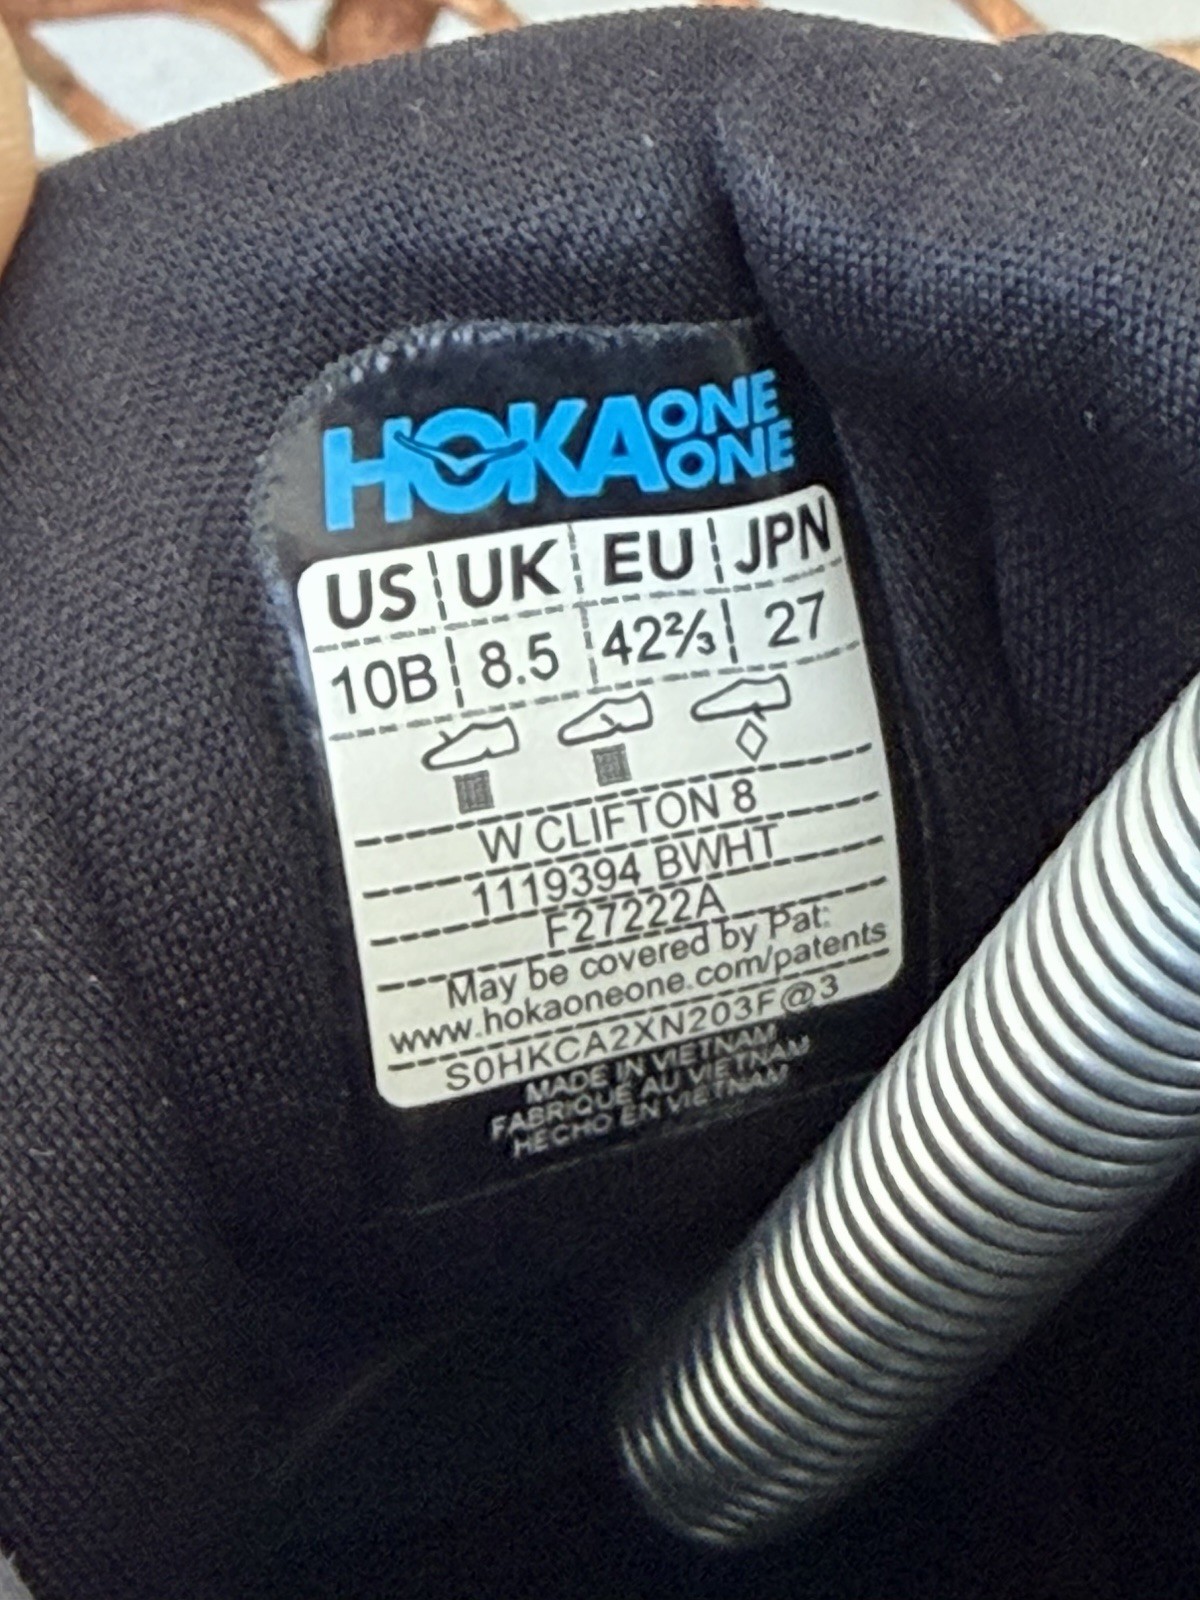 HOKA ONE ONE
US UK EU JPN
10B 8.5 42⅔ 27
W CLIFTON 8
1119394 BWHT
F27222A
May be covered by Pat:
www.hokaoneone.com/patents
S0HKCA2XN203F@3
MADE IN VIETNAM
FABRIQUE AU VIETNAM
HECHO EN VIETNAM